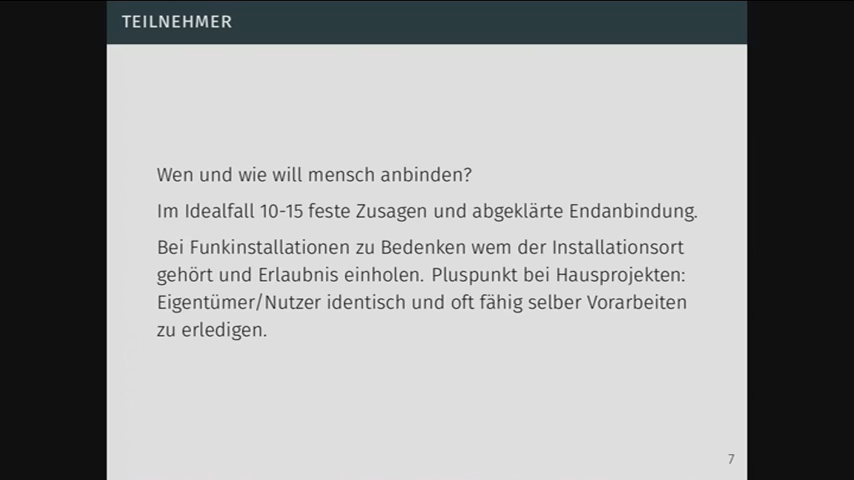 TEILNEHMER
Wen und wie will mensch anbinden?
Im Idealfall 10-15 feste Zusagen und abgeklärte Endanbindung.
Bei Funkinstallationen zu Bedenken wem der Installationsort
gehört und Erlaubnis einholen. Pluspunkt bei Hausprojekten:
Eigentümer/Nutzer identisch und oft fähig selber Vorarbeiten
zu erledigen.
7